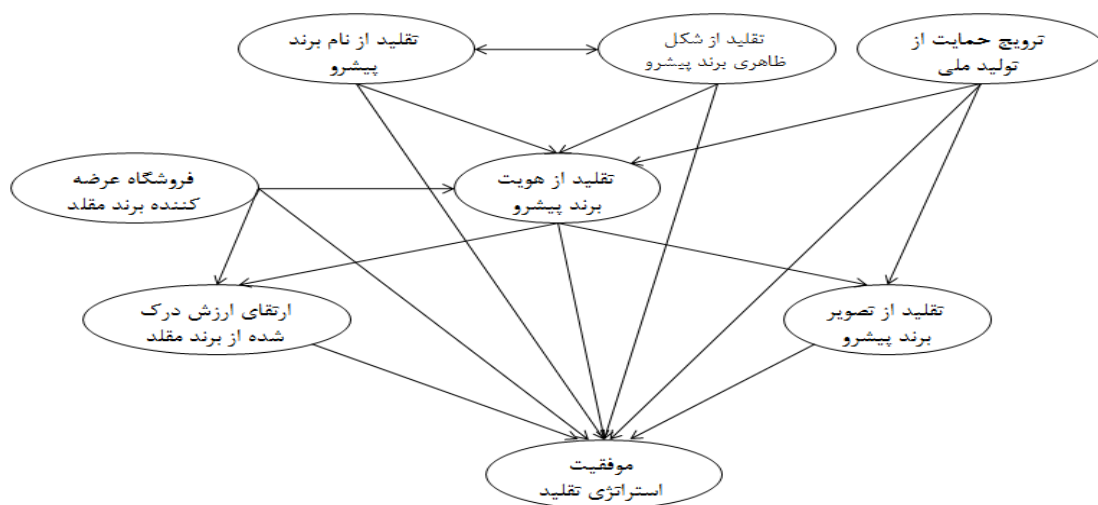 ترویج حمایت از
تولید ملی
تقلید از شکل
ظاهری برند پیشرو
تقلید از نام برند
پیشرو
تقلید از هویت
برند پیشرو
فروشگاه عرضه
کننده برند مقلد
تقلید از تصویر
برند پیشرو
ارتقای ارزش درک
شده از برند مقلد
موفقیت
استراتژی تقلید